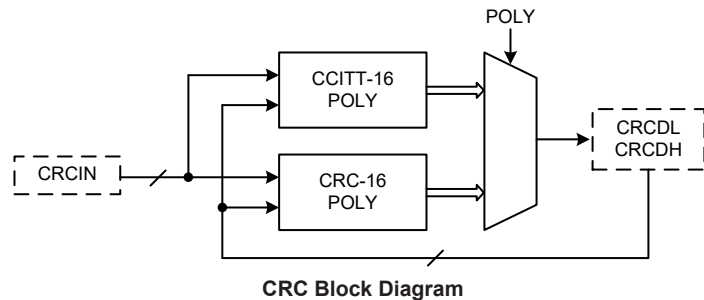 POLY
CCITT-16
POLY
CRCDL
CRCDH
CRCIN
CRC-16
POLY
CRC Block Diagram